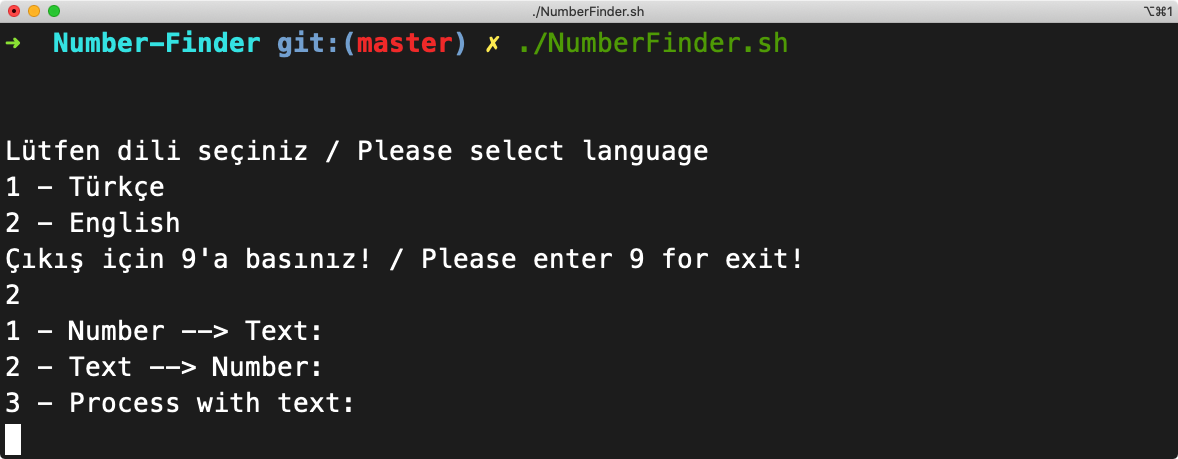 ./NumberFinder.sh
⌥⌘1
➜ Number-Finder git:(master) ✗ ./NumberFinder.sh
Lütfen dili seçiniz / Please select language
1 - Türkçe
2 - English
Çıkış için 9'a basınız! / Please enter 9 for exit!
2
1 - Number --> Text:
2 - Text --> Number:
3 - Process with text: